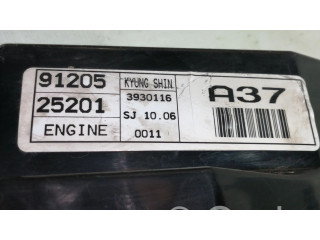 91205
25201
ENGINE
KYUNG SHIN
3930116
SJ 10.06
0011
A37